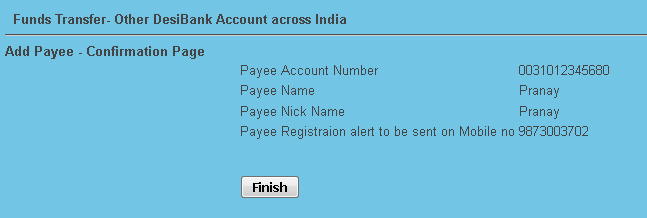 Funds Transfer- Other DesiBank Account across India
Add Payee - Confirmation Page
Payee Account Number 0031012345680
Payee Name Pranay
Payee Nick Name Pranay
Payee Registraion alert to be sent on Mobile no 9873003702
Finish